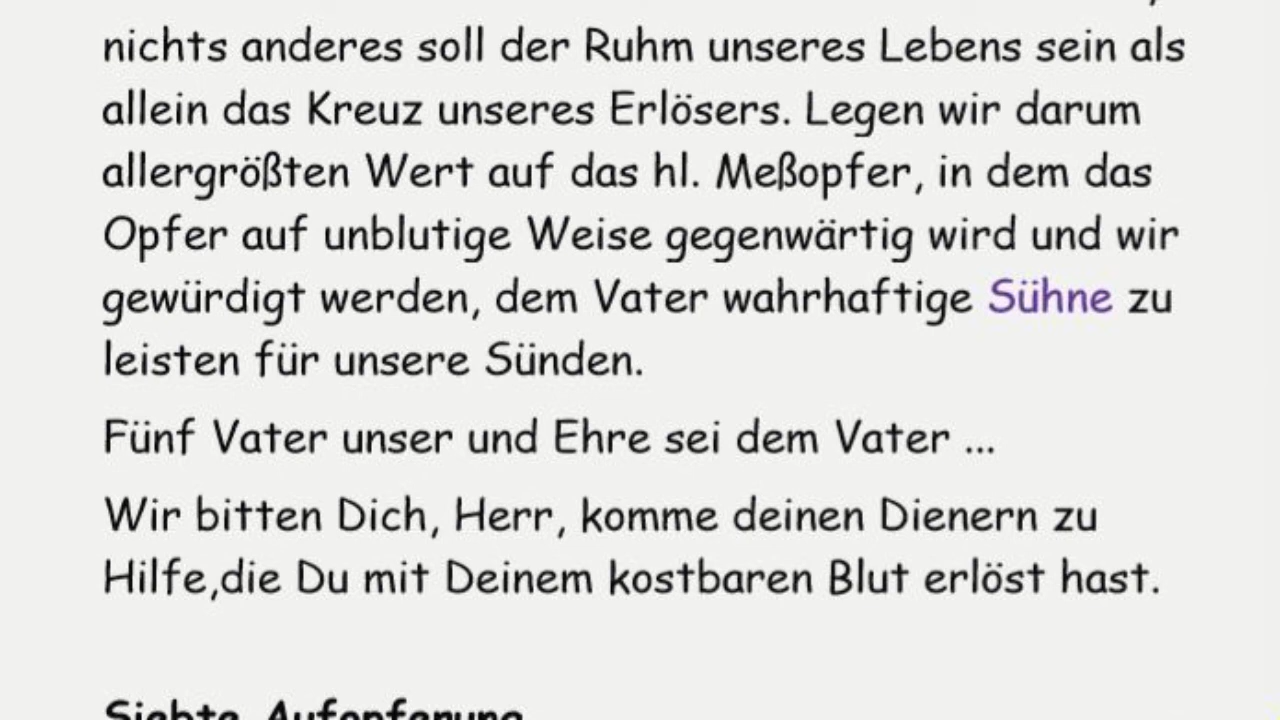 nichts anderes soll der Ruhm unseres Lebens sein als
allein das Kreuz unseres Erlösers. Legen wir darum
allergrößten Wert auf das hl. Meßopfer, in dem das
Opfer auf unblutige Weise gegenwärtig wird und wir
gewürdigt werden, dem Vater wahrhaftige Sühne zu
leisten für unsere Sünden.
Fünf Vater unser und Ehre sei dem Vater ...
Wir bitten Dich, Herr, komme deinen Dienern zu
Hilfe,die Du mit Deinem kostbaren Blut erlöst hast.
Siebte Aufopferung